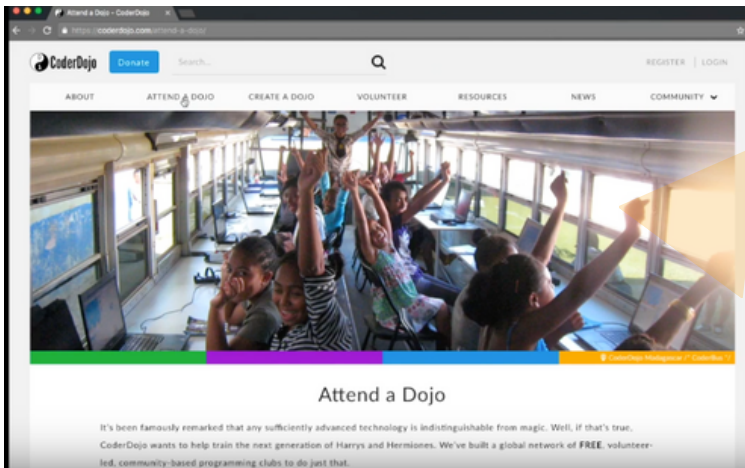 Attend a Dojo – CoderDojo
https://coderdojo.com/attend-a-dojo/
CoderDojo
Donate
Search...
REGISTER | LOGIN
ABOUT ATTEND A DOJO CREATE A DOJO VOLUNTEER RESOURCES NEWS COMMUNITY
CoderDojo Madagascar
Attend a Dojo
It's been famously remarked that any sufficiently advanced technology is indistinguishable from magic. Well, if that's true,
CoderDojo wants to help train the next generation of Harrys and Hermiones. We've built a global network of FREE, volunteer-
led, community-based programming clubs to do just that.